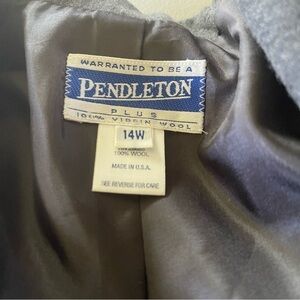 WARRANTED TO BE A
PENDLETON
PLUS
100% VIRGIN WOOL
14W
100% WOOL
MADE IN U.S.A.
SEE REVERSE FOR CARE